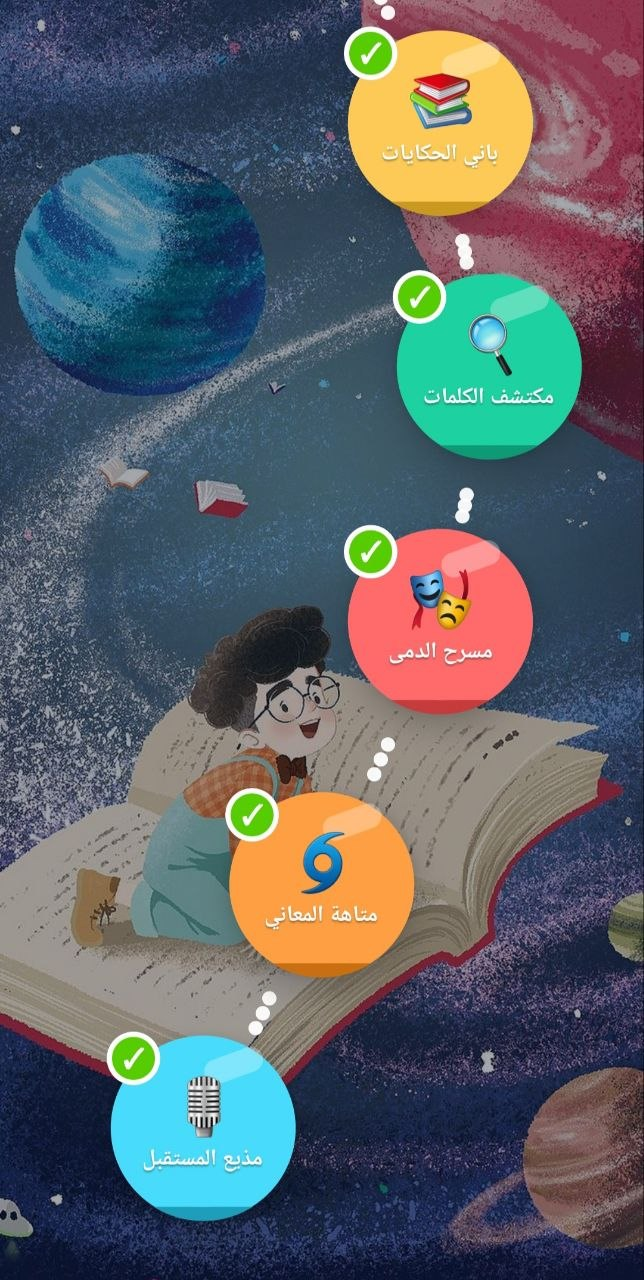 باني الحكايات
مكتشف الكلمات
مسرح الدمى
متاهة المعاني
مذيع المستقبل